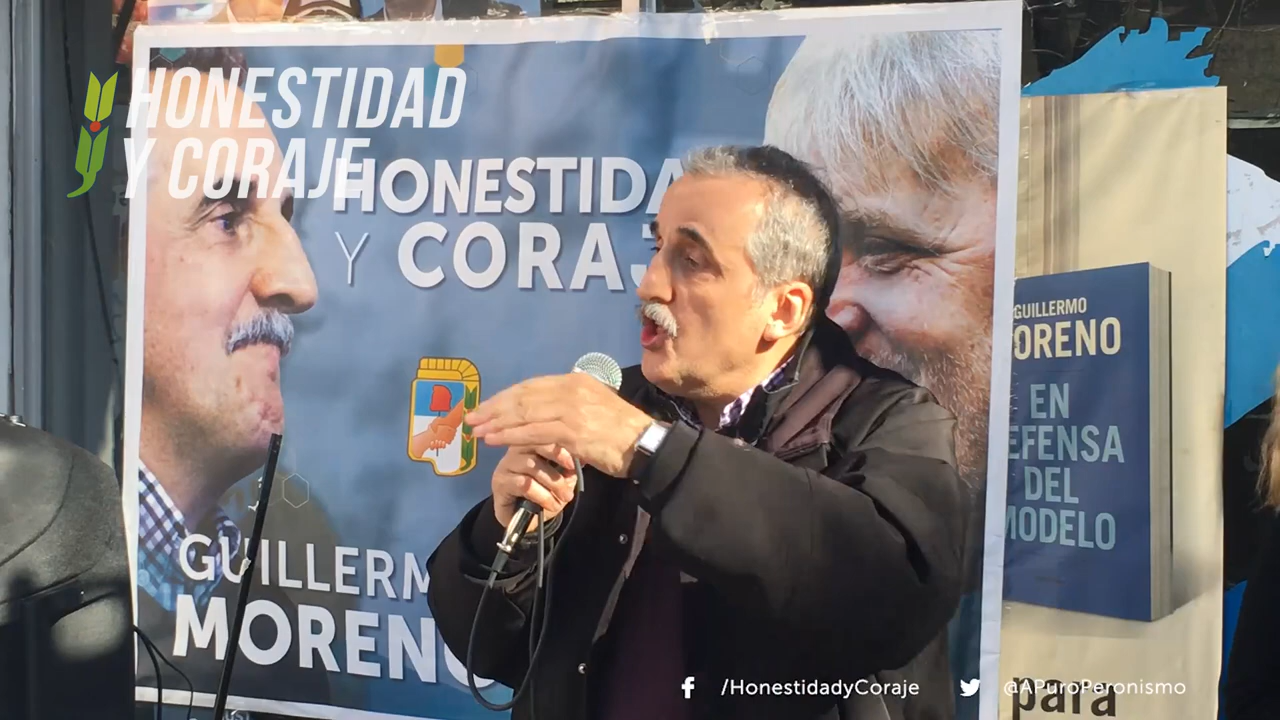 HONESTIDAD
Y CORAJE
HONESTIDA
Y CORAJ
GUILLERM
MORENO
GUILLERMO
ORENO
EN
EFENSA
DEL
MODELO
para
/HonestidadyCoraje
@APuroPeronismo